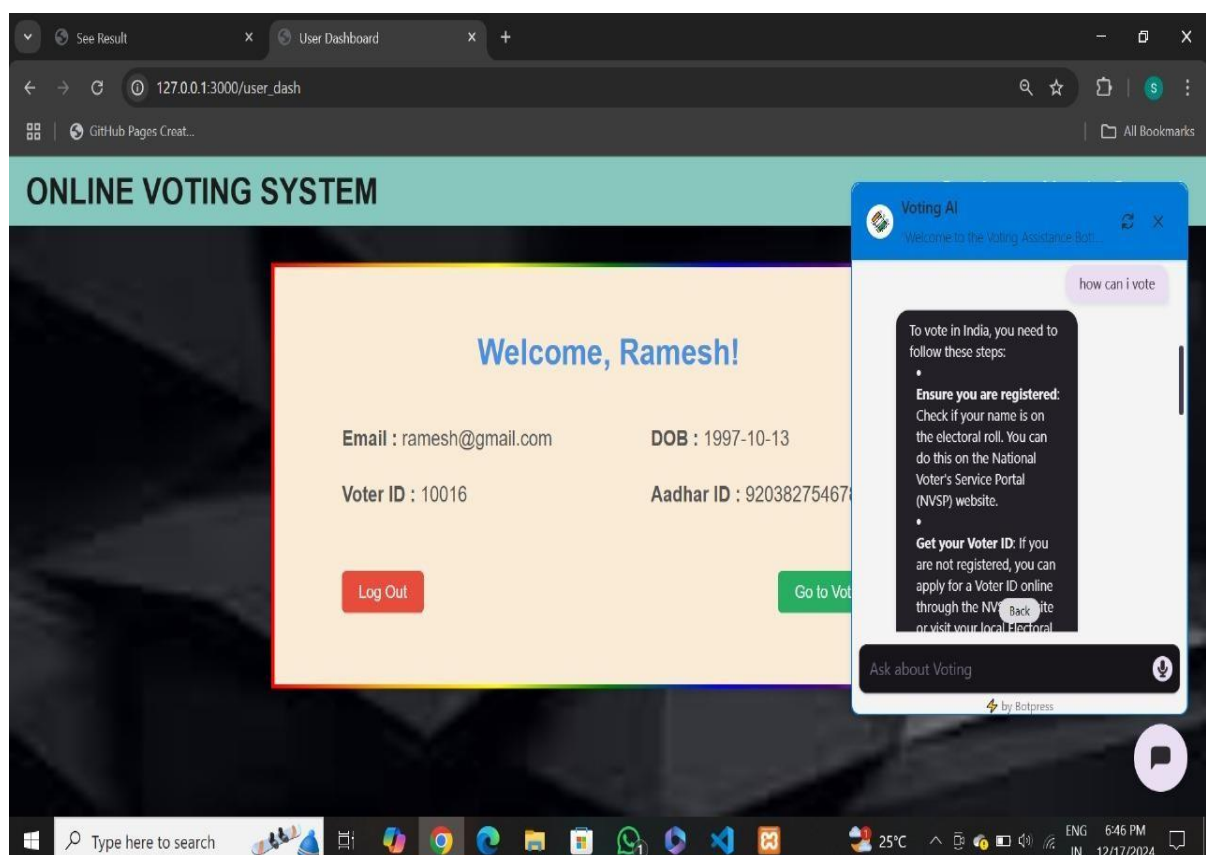 See Result
User Dashboard
127.0.0.1:3000/user_dash
S
GitHub Pages Creat...
All Bookmarks
ONLINE VOTING SYSTEM
Welcome, Ramesh!
Email : ramesh@gmail.com
DOB : 1997-10-13
Voter ID : 10016
Aadhar ID : 92038275467
Log Out
Go to Vot
Voting AI
Welcome to the Voting Assistance Bot!...
how can i vote
To vote in India, you need to
follow these steps:
•
Ensure you are registered:
Check if your name is on
the electoral roll. You can
do this on the National
Voter's Service Portal
(NVSP) website.
•
Get your Voter ID: If you
are not registered, you can
apply for a Voter ID online
through the NV ite
Back
or visit your local Electoral
Ask about Voting
by Botpress
Type here to search
25°C
ENG
IN
6:46 PM
12/17/2024